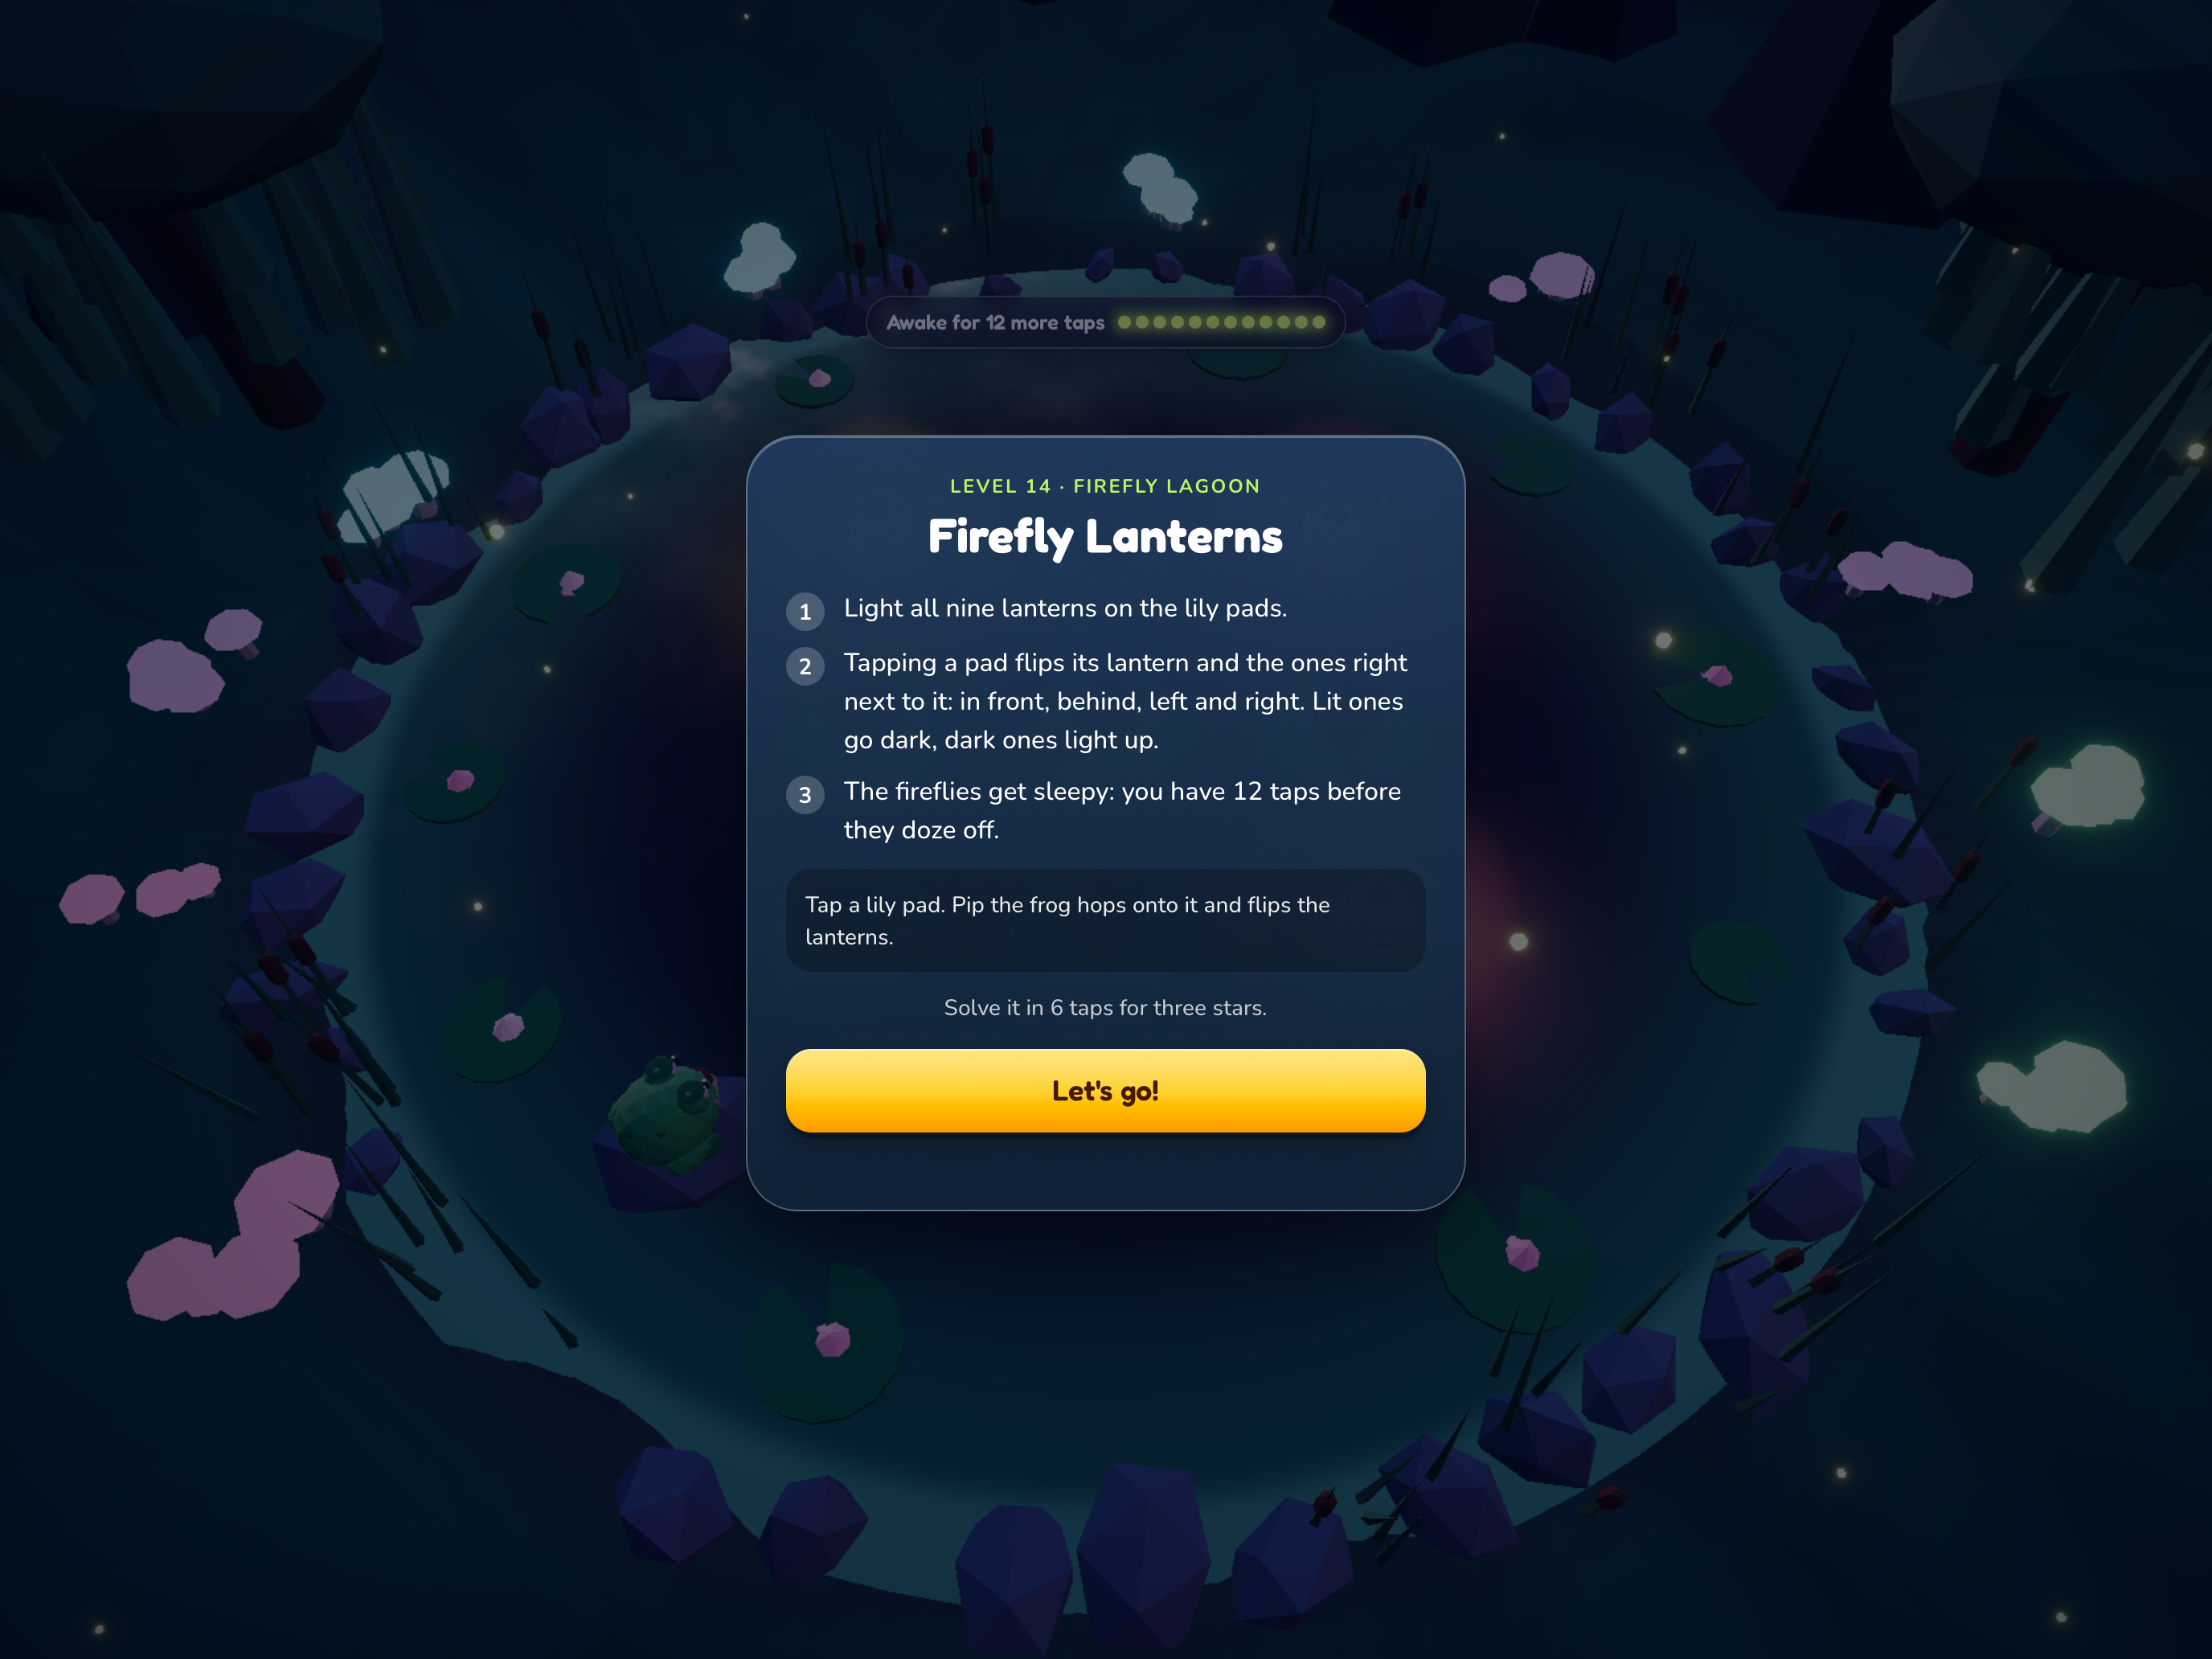 Awake for 12 more taps
LEVEL 14 · FIREFLY LAGOON
Firefly Lanterns
1 Light all nine lanterns on the lily pads.
2 Tapping a pad flips its lantern and the ones right
next to it: in front, behind, left and right. Lit ones
go dark, dark ones light up.
3 The fireflies get sleepy: you have 12 taps before
they doze off.
Tap a lily pad. Pip the frog hops onto it and flips the
lanterns.
Solve it in 6 taps for three stars.
Let's go!